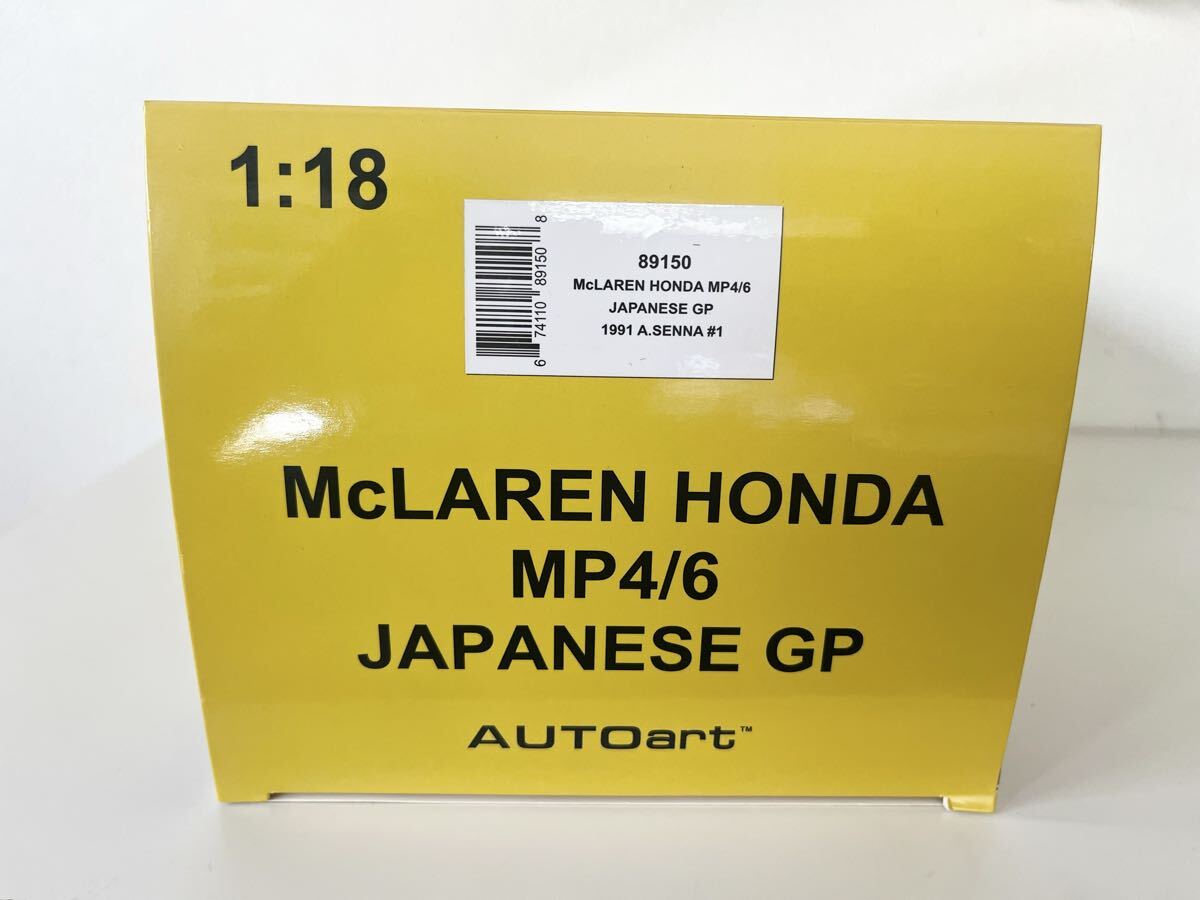 1:18
6 74110 89150 8
89150
McLAREN HONDA MP4/6
JAPANESE GP
1991 A.SENNA #1
McLAREN HONDA
MP4/6
JAPANESE GP
AUTOart™